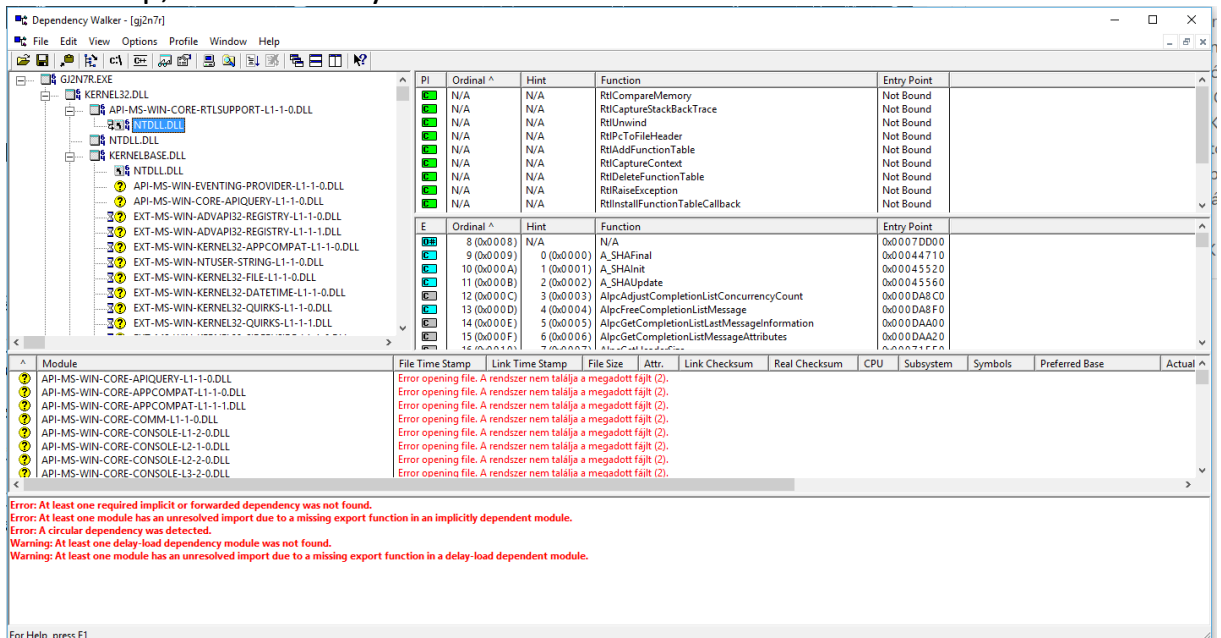 Dependency Walker - [gj2n7r]
File Edit View Options Profile Window Help
GJ2N7R.EXE
KERNEL32.DLL
API-MS-WIN-CORE-RTLSUPPORT-L1-1-0.DLL
NTDLL.DLL
NTDLL.DLL
KERNELBASE.DLL
NTDLL.DLL
API-MS-WIN-EVENTING-PROVIDER-L1-1-0.DLL
API-MS-WIN-CORE-APIQUERY-L1-1-0.DLL
EXT-MS-WIN-ADVAPI32-REGISTRY-L1-1-0.DLL
EXT-MS-WIN-ADVAPI32-REGISTRY-L1-1-1.DLL
EXT-MS-WIN-KERNEL32-APPCOMPAT-L1-1-0.DLL
EXT-MS-WIN-NTUSER-STRING-L1-1-0.DLL
EXT-MS-WIN-KERNEL32-FILE-L1-1-0.DLL
EXT-MS-WIN-KERNEL32-DATETIME-L1-1-0.DLL
EXT-MS-WIN-KERNEL32-QUIRKS-L1-1-0.DLL
EXT-MS-WIN-KERNEL32-QUIRKS-L1-1-1.DLL
PI Ordinal ^ Hint Function Entry Point
C N/A N/A RtlCompareMemory Not Bound
C N/A N/A RtlCaptureStackBackTrace Not Bound
C N/A N/A RtlUnwind Not Bound
C N/A N/A RtlPcToFileHeader Not Bound
C N/A N/A RtlAddFunctionTable Not Bound
C N/A N/A RtlCaptureContext Not Bound
C N/A N/A RtlDeleteFunctionTable Not Bound
C N/A N/A RtlRaiseException Not Bound
C N/A N/A RtlInstallFunctionTableCallback Not Bound
E Ordinal ^ Hint Function Entry Point
O# 8 (0x0008) N/A N/A 0x0007DD00
C 9 (0x0009) 0 (0x0000) A_SHAFinal 0x00044710
C 10 (0x000A) 1 (0x0001) A_SHAInit 0x00045520
C 11 (0x000B) 2 (0x0002) A_SHAUpdate 0x00045560
C 12 (0x000C) 3 (0x0003) AlpcAdjustCompletionListConcurrencyCount 0x000DA8C0
C 13 (0x000D) 4 (0x0004) AlpcFreeCompletionListMessage 0x000DA8F0
C 14 (0x000E) 5 (0x0005) AlpcGetCompletionListLastMessageInformation 0x000DAA00
C 15 (0x000F) 6 (0x0006) AlpcGetCompletionListMessageAttributes 0x000DAA20
^ Module File Time Stamp Link Time Stamp File Size Attr. Link Checksum Real Checksum CPU Subsystem Symbols Preferred Base Actual
API-MS-WIN-CORE-APIQUERY-L1-1-0.DLL Error opening file. A rendszer nem találja a megadott fájlt (2).
API-MS-WIN-CORE-APPCOMPAT-L1-1-0.DLL Error opening file. A rendszer nem találja a megadott fájlt (2).
API-MS-WIN-CORE-APPCOMPAT-L1-1-1.DLL Error opening file. A rendszer nem találja a megadott fájlt (2).
API-MS-WIN-CORE-COMM-L1-1-0.DLL Error opening file. A rendszer nem találja a megadott fájlt (2).
API-MS-WIN-CORE-CONSOLE-L1-2-0.DLL Error opening file. A rendszer nem találja a megadott fájlt (2).
API-MS-WIN-CORE-CONSOLE-L2-1-0.DLL Error opening file. A rendszer nem találja a megadott fájlt (2).
API-MS-WIN-CORE-CONSOLE-L2-2-0.DLL Error opening file. A rendszer nem találja a megadott fájlt (2).
API-MS-WIN-CORE-CONSOLE-L3-2-0.DLL Error opening file. A rendszer nem találja a megadott fájlt (2).
Error: At least one required implicit or forwarded dependency was not found.
Error: At least one module has an unresolved import due to a missing export function in an implicitly dependent module.
Error: A circular dependency was detected.
Warning: At least one delay-load dependency module was not found.
Warning: At least one module has an unresolved import due to a missing export function in a delay-load dependent module.
For Help, press F1